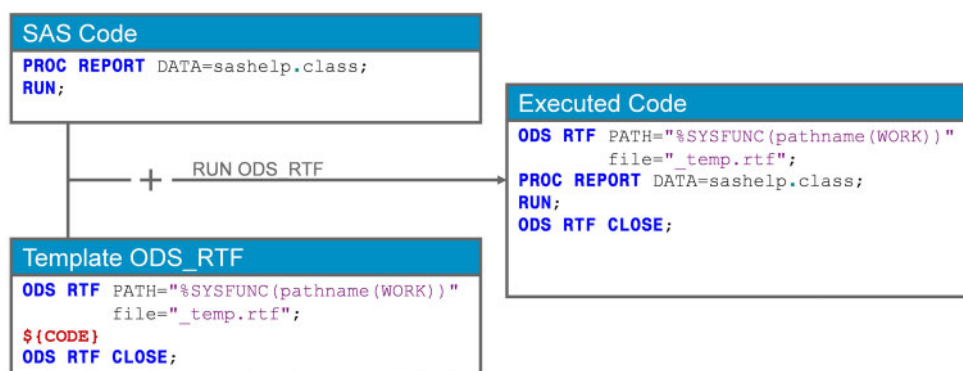 SAS Code
PROC REPORT DATA=sashelp.class;
RUN;
RUN ODS_RTF
Template ODS_RTF
ODS RTF PATH="%SYSFUNC(pathname(WORK))"
file="_temp.rtf";
${CODE}
ODS RTF CLOSE;
Executed Code
ODS RTF PATH="%SYSFUNC(pathname(WORK))"
file="_temp.rtf";
PROC REPORT DATA=sashelp.class;
RUN;
ODS RTF CLOSE;